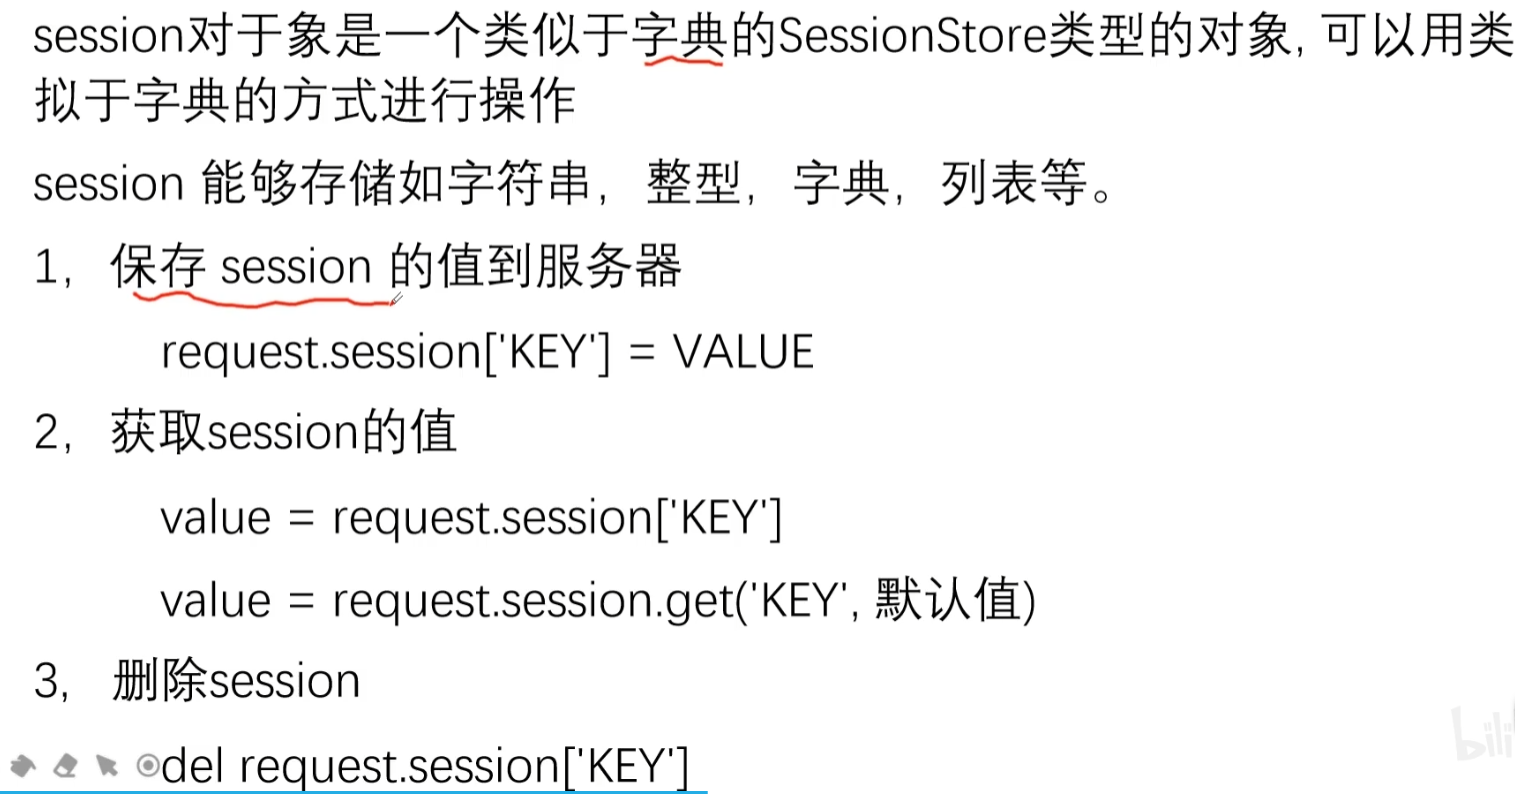 session对于象是一个类似于字典的SessionStore类型的对象, 可以用类
拟于字典的方式进行操作
session 能够存储如字符串，整型，字典，列表等。
1，保存 session 的值到服务器
request.session['KEY'] = VALUE
2，获取session的值
value = request.session['KEY']
value = request.session.get('KEY', 默认值)
3，删除session
del request.session['KEY']
bili